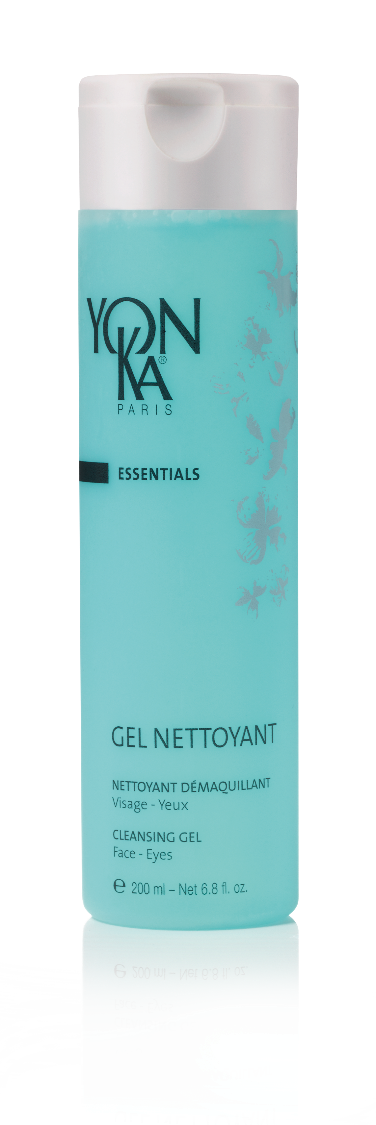 YON
KA®
PARIS
ESSENTIALS
GEL NETTOYANT
NETTOYANT DÉMAQUILLANT
Visage - Yeux
CLEANSING GEL
Face - Eyes
℮ 200 ml – Net 6.8 fl. oz.